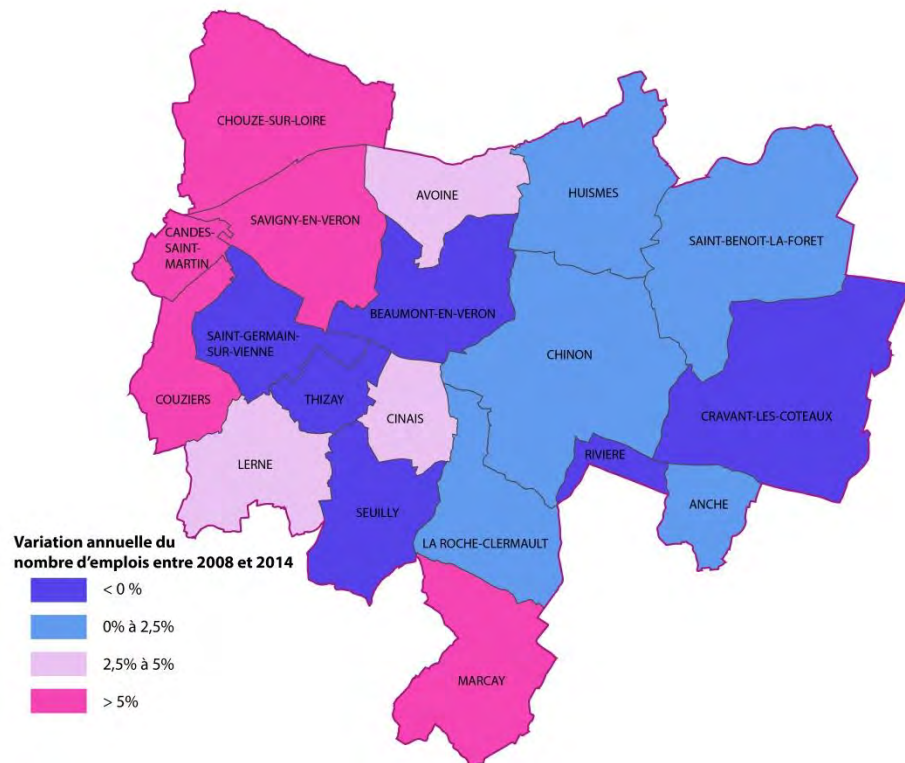 CHOUZE-SUR-LOIRE
AVOINE
HUISMES
SAVIGNY-EN-VERON
CANDES-
SAINT-
MARTIN
SAINT-BENOIT-LA-FORET
BEAUMONT-EN-VERON
SAINT-GERMAIN-
SUR-VIENNE
CHINON
COUZIERS
THIZAY
CINAIS
CRAVANT-LES-COTEAUX
LERNE
RIVIERE
SEUILLY
ANCHE
LA ROCHE-CLERMAULT
MARCAY
Variation annuelle du
nombre d'emplois entre 2008 et 2014
< 0 %
0% à 2,5%
2,5% à 5%
> 5%